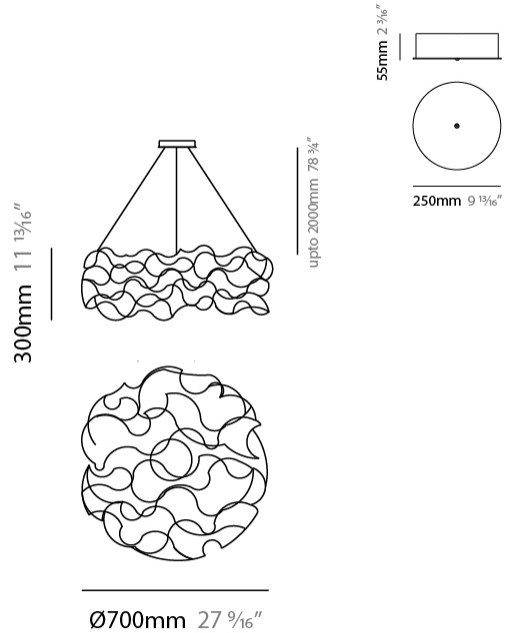 55mm 2 3⁄16”
250mm 9 13⁄16”
upto 2000mm 78 3⁄4”
300mm 11 13⁄16”
Ø700mm 27 9⁄16”